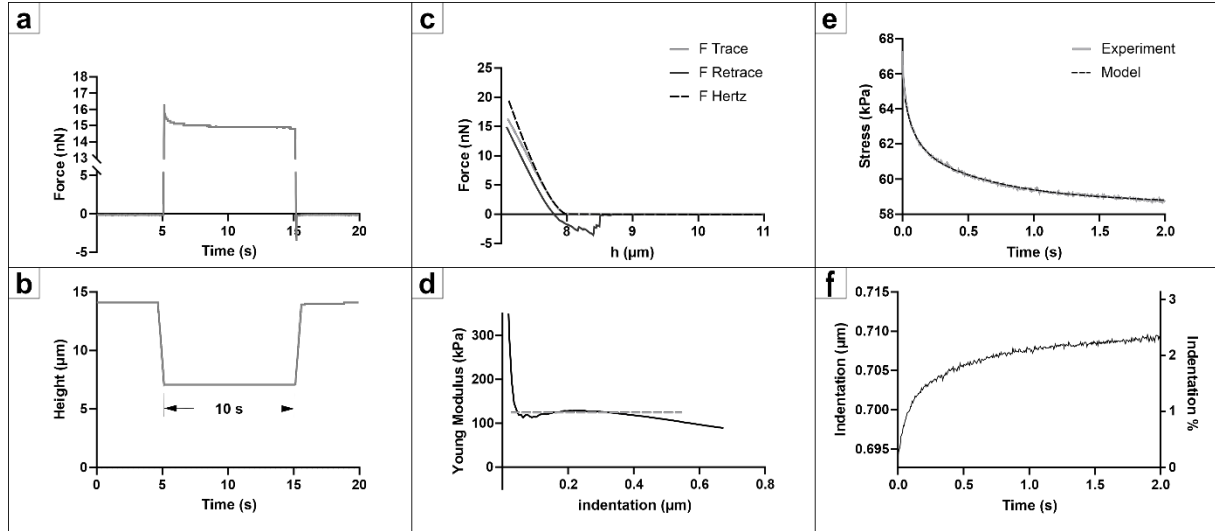 a
18
17
16
15
14
13
5
0
-5
Force (nN)
0 5 10 15 20
Time (s)
b
15
10
5
0
Height (µm)
10 s
0 5 10 15 20
Time (s)
c
F Trace
F Retrace
F Hertz
25
20
15
10
5
0
-5
Force (nN)
8 9 10 11
h (µm)
d
300
200
100
0
Young Modulus (kPa)
0.2 0.4 0.6 0.8
indentation (µm)
e
Experiment
Model
68
66
64
62
60
58
Stress (kPa)
0.0 0.5 1.0 1.5 2.0
Time (s)
f
0.715
0.710
0.705
0.700
0.695
Indentation (µm)
3
2
1
0
Indentation %
0.0 0.5 1.0 1.5 2.0
Time (s)